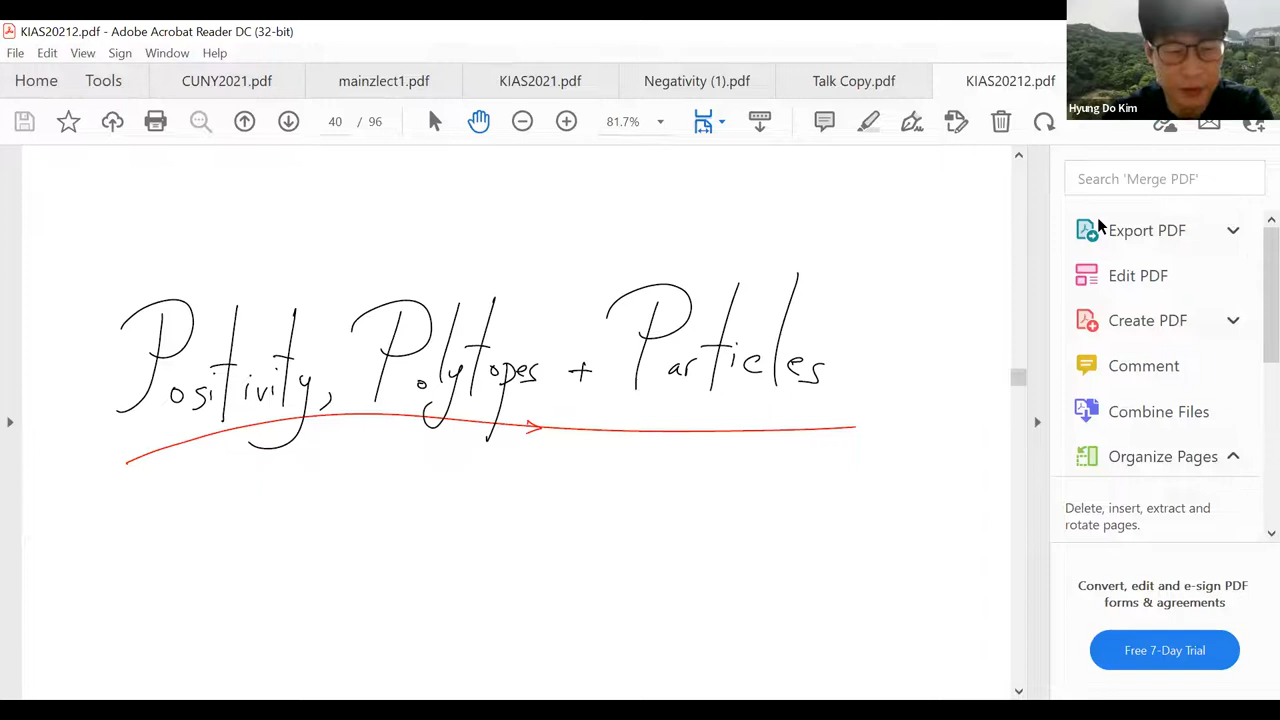 KIAS20212.pdf - Adobe Acrobat Reader DC (32-bit)
File Edit View Sign Window Help
Home Tools CUNY2021.pdf mainzlect1.pdf KIAS2021.pdf Negativity (1).pdf Talk Copy.pdf KIAS20212.pdf
Hyung Do Kim
40 / 96 81.7%
Search 'Merge PDF'
Export PDF
Edit PDF
Create PDF
Comment
Combine Files
Organize Pages
Delete, insert, extract and
rotate pages.
Convert, edit and e-sign PDF
forms & agreements
Free 7-Day Trial
Positivity, Polytopes + Particles